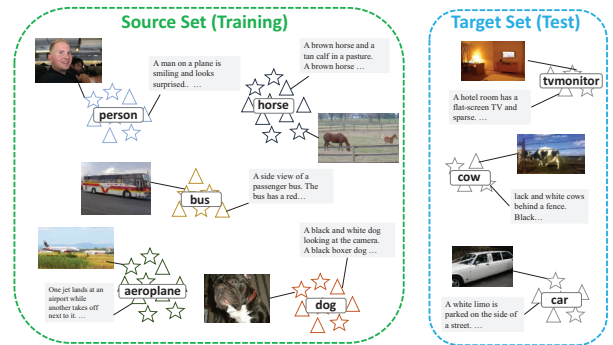 Source Set (Training)
A man on a plane is
smiling and looks
surprised.. …
person
A brown horse and a
tan calf in a pasture.
A brown horse …
horse
A side view of a
passenger bus. The
bus has a red…
bus
One jet lands at an
airport while
another takes off
next to it. …
aeroplane
A black and white dog
looking at the camera.
A black boxer dog …
dog
Target Set (Test)
tvmonitor
A hotel room has a
flat-screen TV and
sparse. …
cow
lack and white cows
behind a fence.
Black…
car
A white limo is
parked on the side of
a street. …